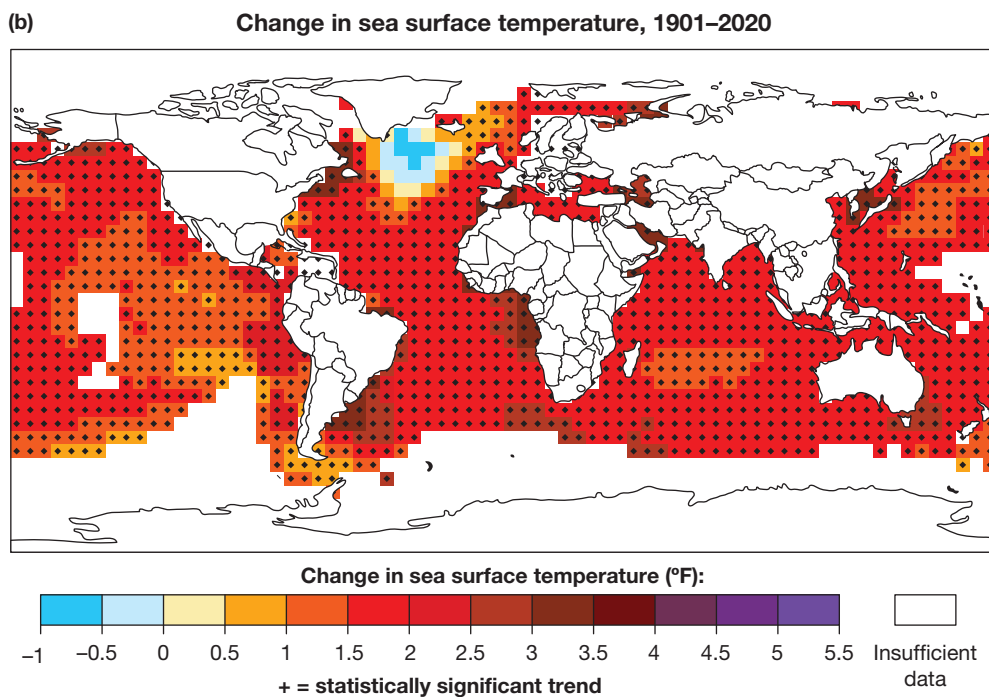 (b) Change in sea surface temperature, 1901–2020
Change in sea surface temperature (ºF):
−1 −0.5 0 0.5 1 1.5 2 2.5 3 3.5 4 4.5 5 5.5
Insufficient
data
+ = statistically significant trend